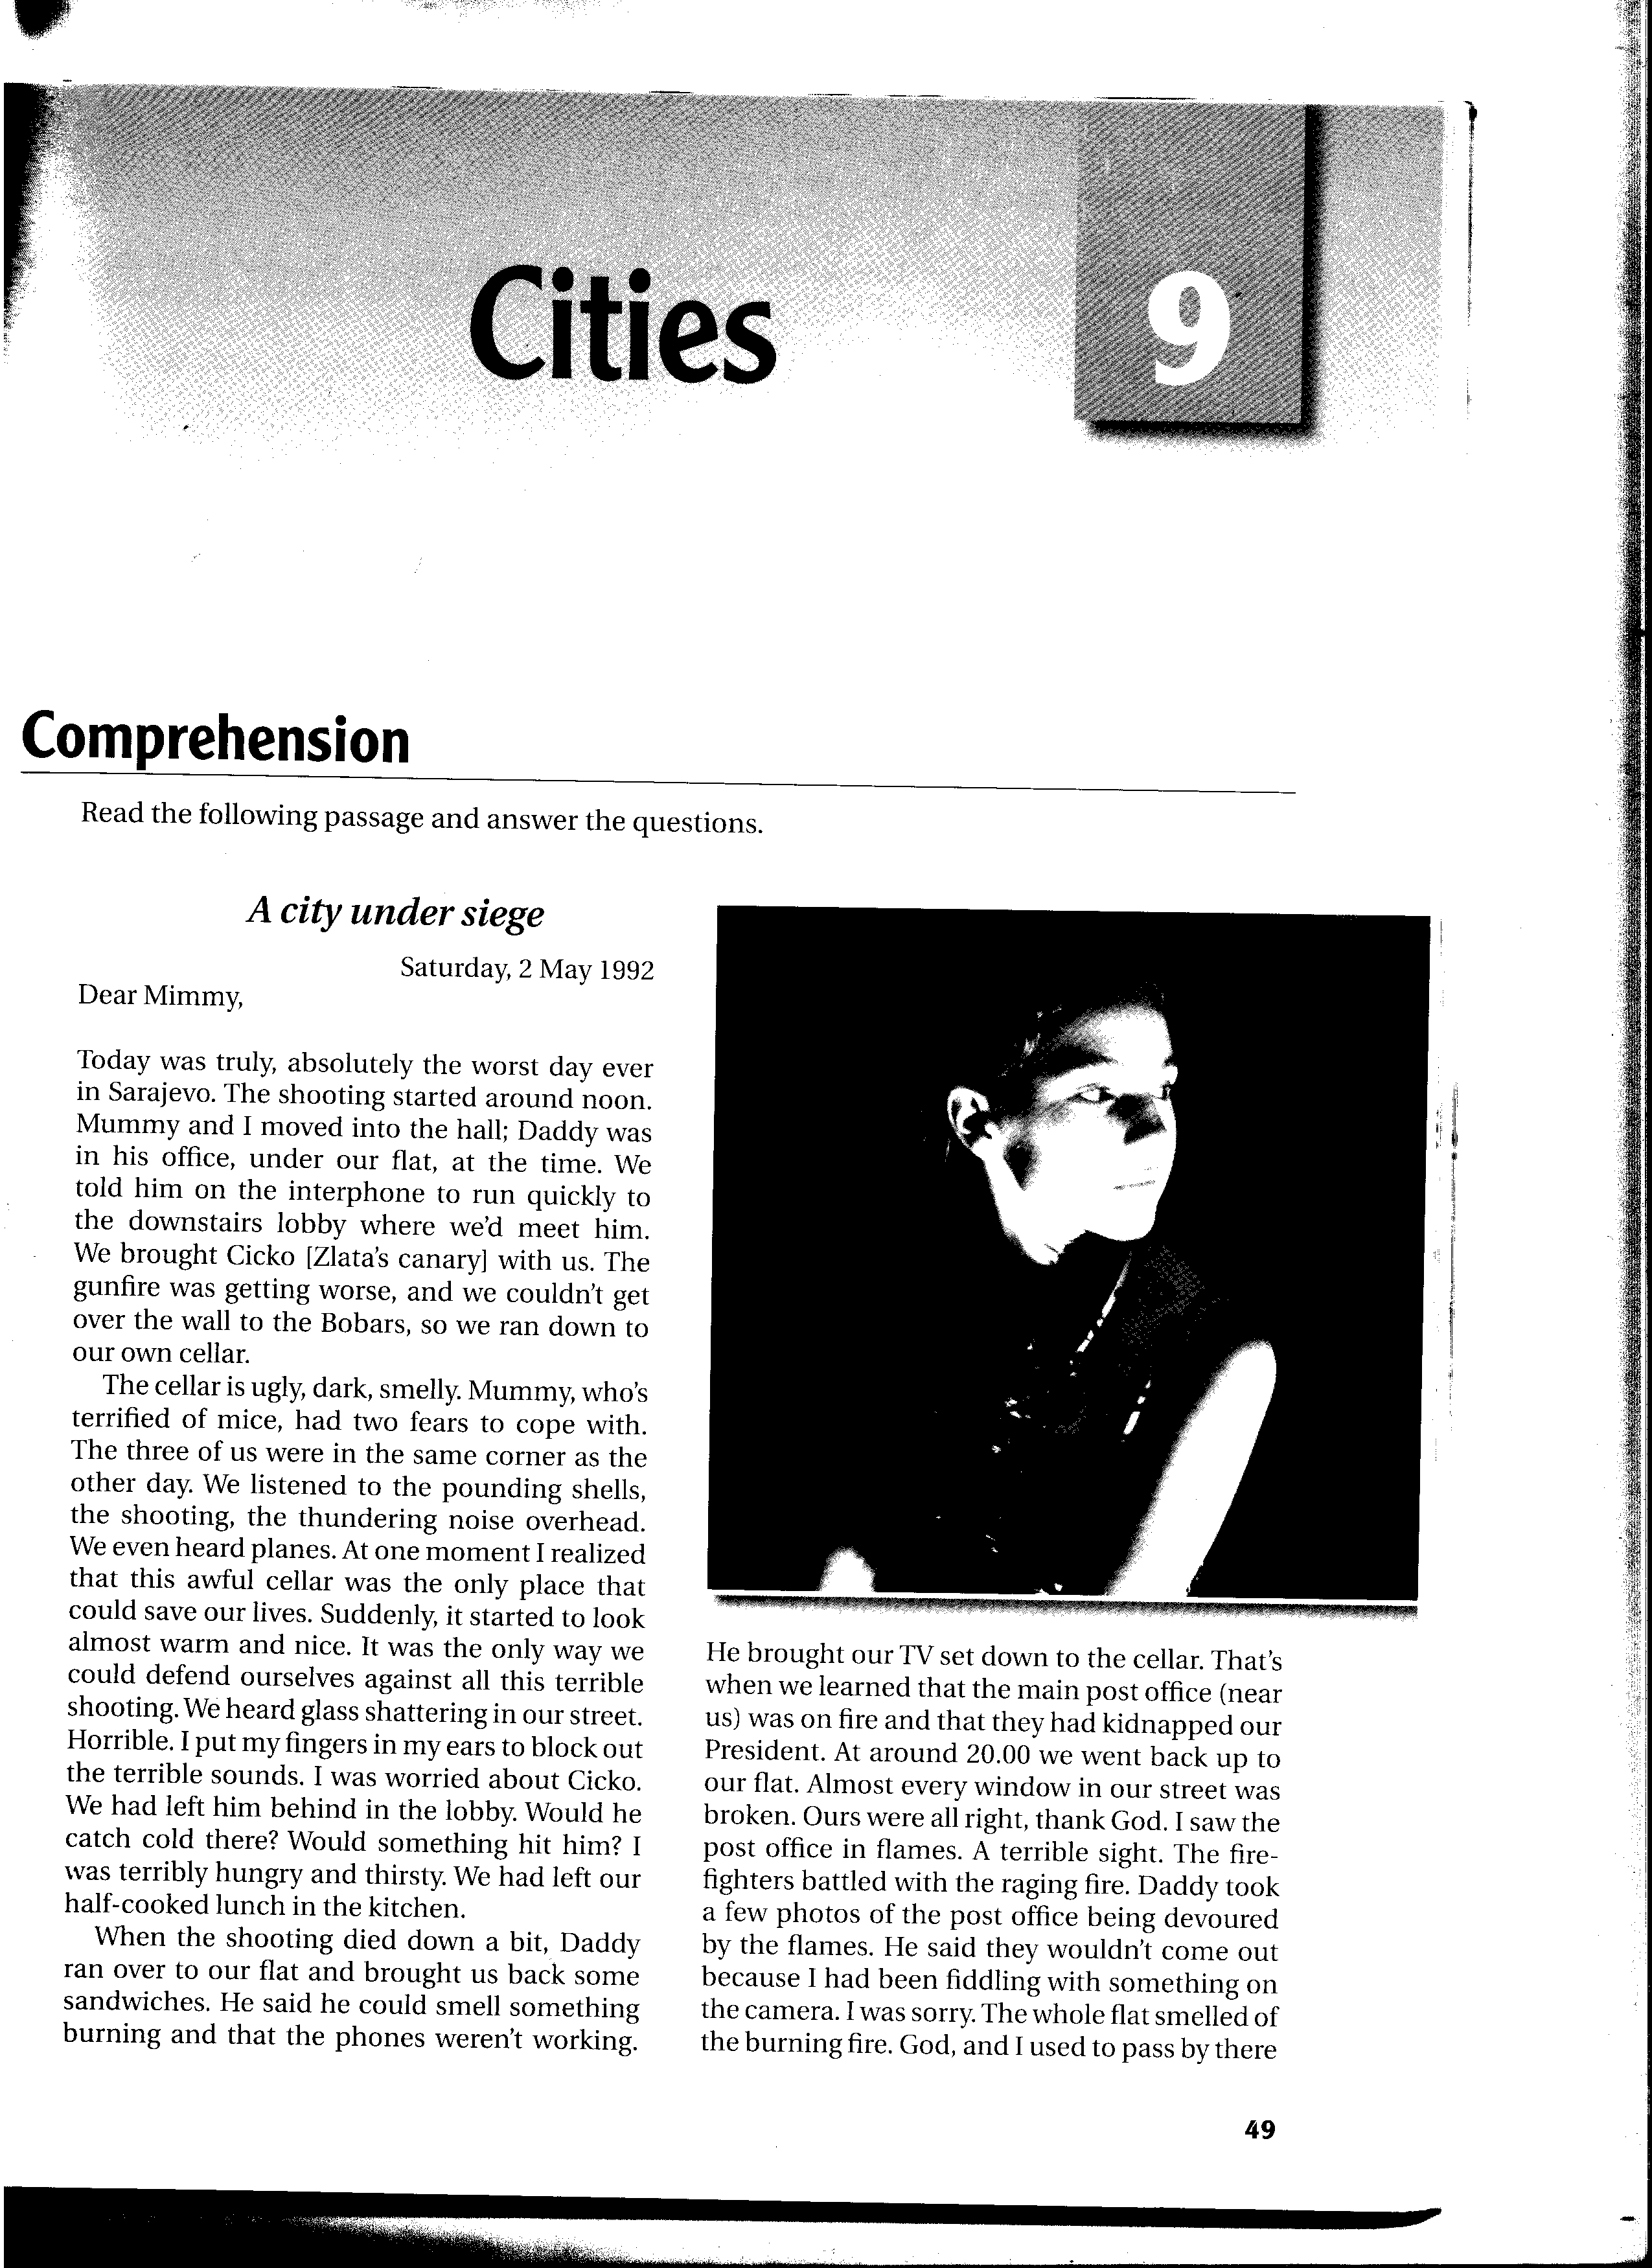 Cities
9
Comprehension
Read the following passage and answer the questions.
A city under siege
Saturday, 2 May 1992
Dear Mimmy,
Today was truly, absolutely the worst day ever
in Sarajevo. The shooting started around noon.
Mummy and I moved into the hall; Daddy was
in his office, under our flat, at the time. We
told him on the interphone to run quickly to
the downstairs lobby where we'd meet him.
We brought Cicko [Zlata's canary] with us. The
gunfire was getting worse, and we couldn't get
over the wall to the Bobars, so we ran down to
our own cellar.
The cellar is ugly, dark, smelly. Mummy, who's
terrified of mice, had two fears to cope with.
The three of us were in the same corner as the
other day. We listened to the pounding shells,
the shooting, the thundering noise overhead.
We even heard planes. At one moment I realized
that this awful cellar was the only place that
could save our lives. Suddenly, it started to look
almost warm and nice. It was the only way we
could defend ourselves against all this terrible
shooting. We heard glass shattering in our street.
Horrible. I put my fingers in my ears to block out
the terrible sounds. I was worried about Cicko.
We had left him behind in the lobby. Would he
catch cold there? Would something hit him? I
was terribly hungry and thirsty. We had left our
half-cooked lunch in the kitchen.
When the shooting died down a bit, Daddy
ran over to our flat and brought us back some
sandwiches. He said he could smell something
burning and that the phones weren't working.
He brought our TV set down to the cellar. That's
when we learned that the main post office (near
us) was on fire and that they had kidnapped our
President. At around 20.00 we went back up to
our flat. Almost every window in our street was
broken. Ours were all right, thank God. I saw the
post office in flames. A terrible sight. The fire-
fighters battled with the raging fire. Daddy took
a few photos of the post office being devoured
by the flames. He said they wouldn't come out
because I had been fiddling with something on
the camera. I was sorry. The whole flat smelled of
the burning fire. God, and I used to pass by there
49